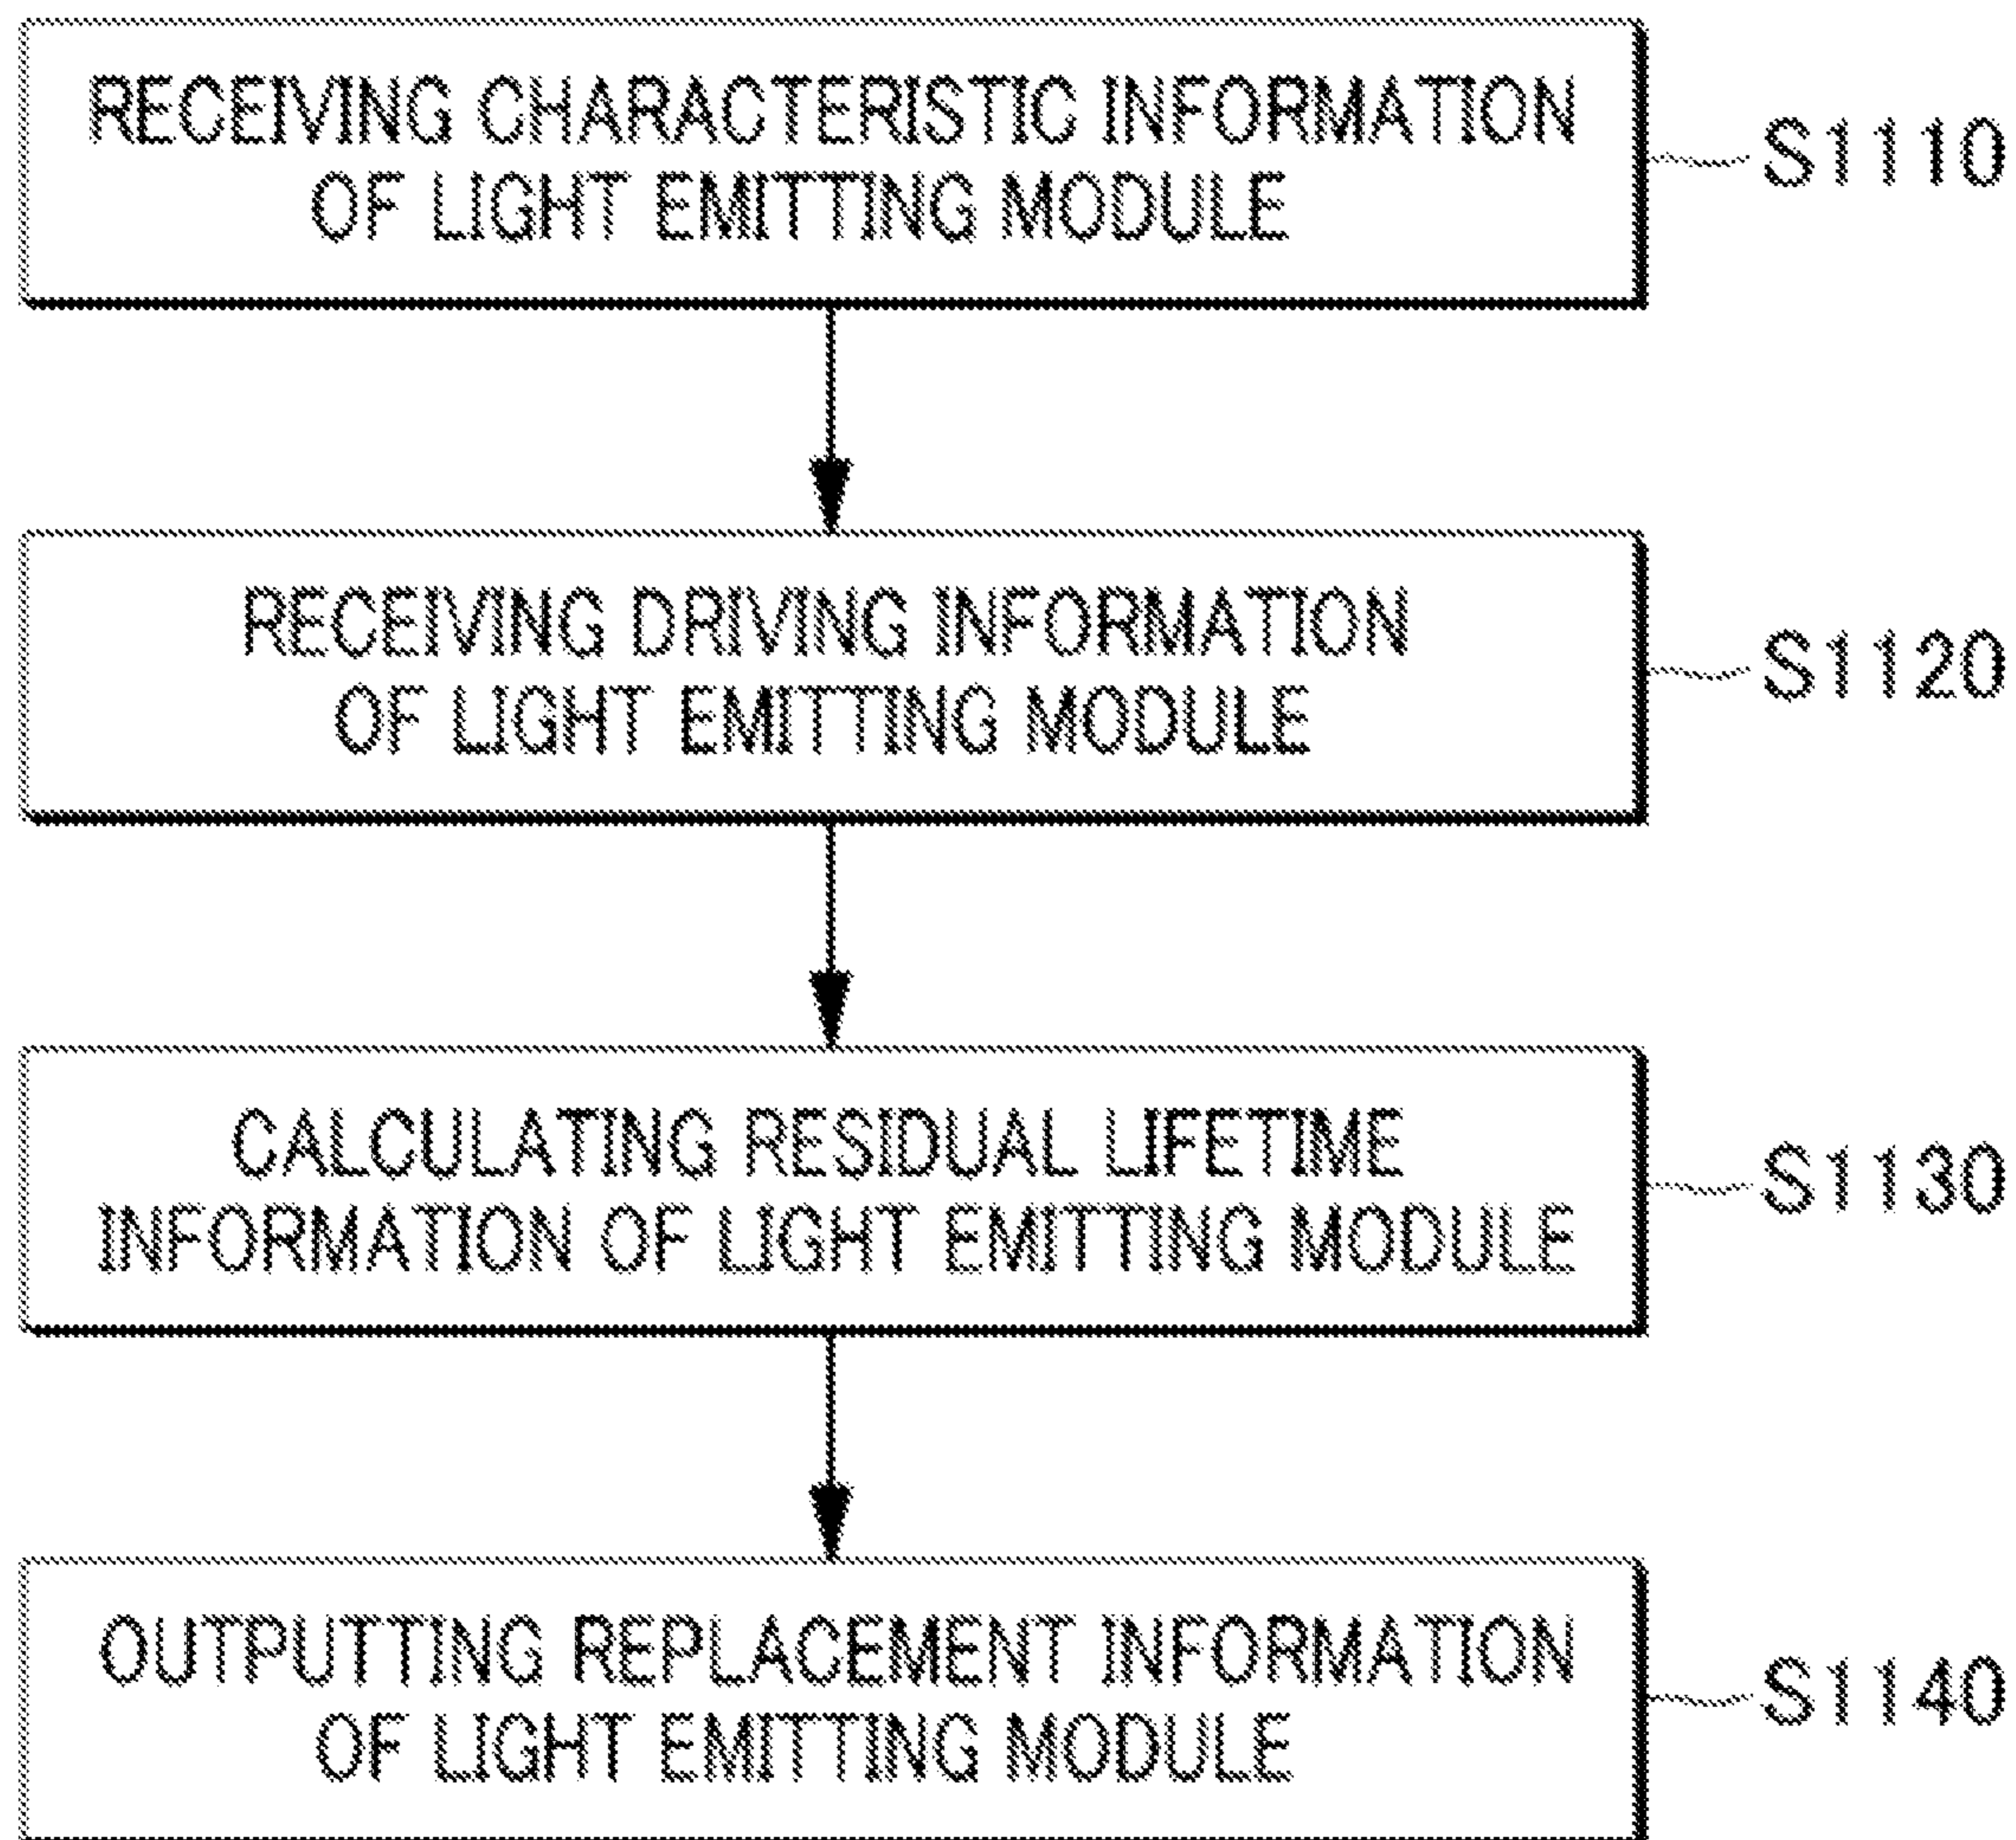 RECEIVING CHARACTERISTIC INFORMATION
OF LIGHT EMITTING MODULE
S1110
RECEIVING DRIVING INFORMATION
OF LIGHT EMITTING MODULE
S1120
CALCULATING RESIDUAL LIFETIME
INFORMATION OF LIGHT EMITTING MODULE
S1130
OUTPUTTING REPLACEMENT INFORMATION
OF LIGHT EMITTING MODULE
S1140